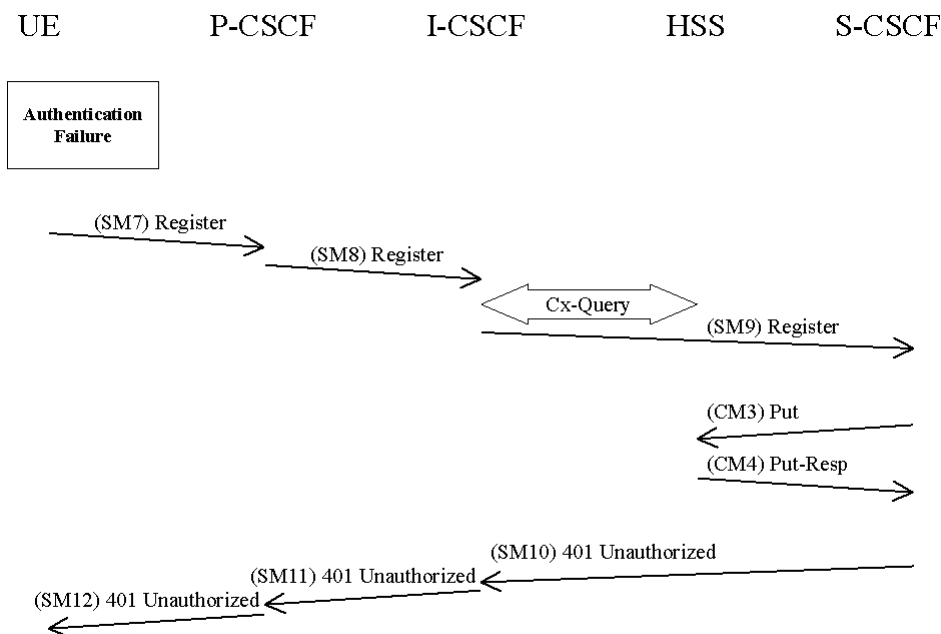 UE P-CSCF I-CSCF HSS S-CSCF
Authentication
Failure
(SM7) Register
(SM8) Register
Cx-Query
(SM9) Register
(CM3) Put
(CM4) Put-Resp
(SM10) 401 Unauthorized
(SM11) 401 Unauthorized
(SM12) 401 Unauthorized